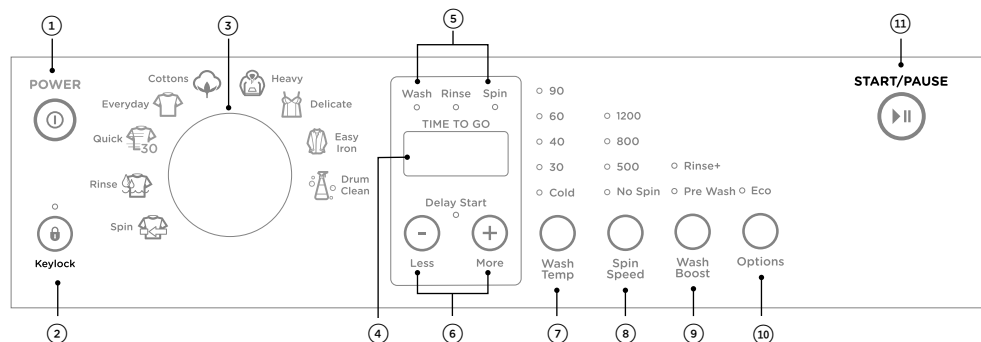 1
3
5
11
POWER
Cottons
Heavy
Everyday
Delicate
Quick
30
Easy
Iron
Rinse
Drum
Clean
Spin
Keylock
Wash Rinse Spin
TIME TO GO
Delay Start
-
+
Less
More
90
60
40
30
Cold
Wash
Temp
1200
800
500
No Spin
Spin
Speed
Rinse+
Pre Wash
Wash
Boost
Eco
Options
START/PAUSE
2
4
6
7
8
9
10